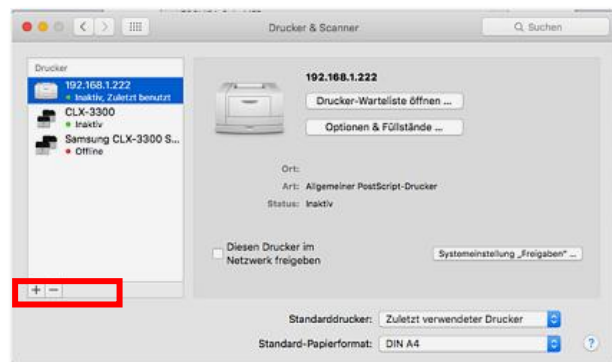 Drucker & Scanner
Suchen
Drucker
192.168.1.222
Inaktiv, Zuletzt benutzt
CLX-3300
Inaktiv
Samsung CLX-3300 S...
Offline
192.168.1.222
Drucker-Warteliste öffnen ...
Optionen & Füllstände ...
Ort:
Art: Allgemeiner PostScript-Drucker
Status: Inaktiv
Diesen Drucker im
Netzwerk freigeben
Systemeinstellung „Freigaben“ ...
+ −
Standarddrucker: Zuletzt verwendeter Drucker
Standard-Papierformat: DIN A4
?